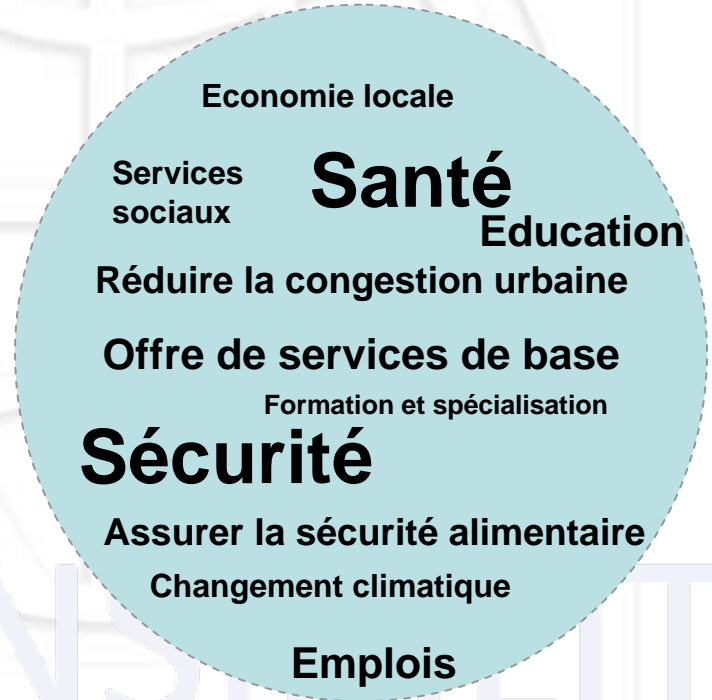 Economie locale
Services
sociaux
Santé
Education
Réduire la congestion urbaine
Offre de services de base
Formation et spécialisation
Sécurité
Assurer la sécurité alimentaire
Changement climatique
Emplois